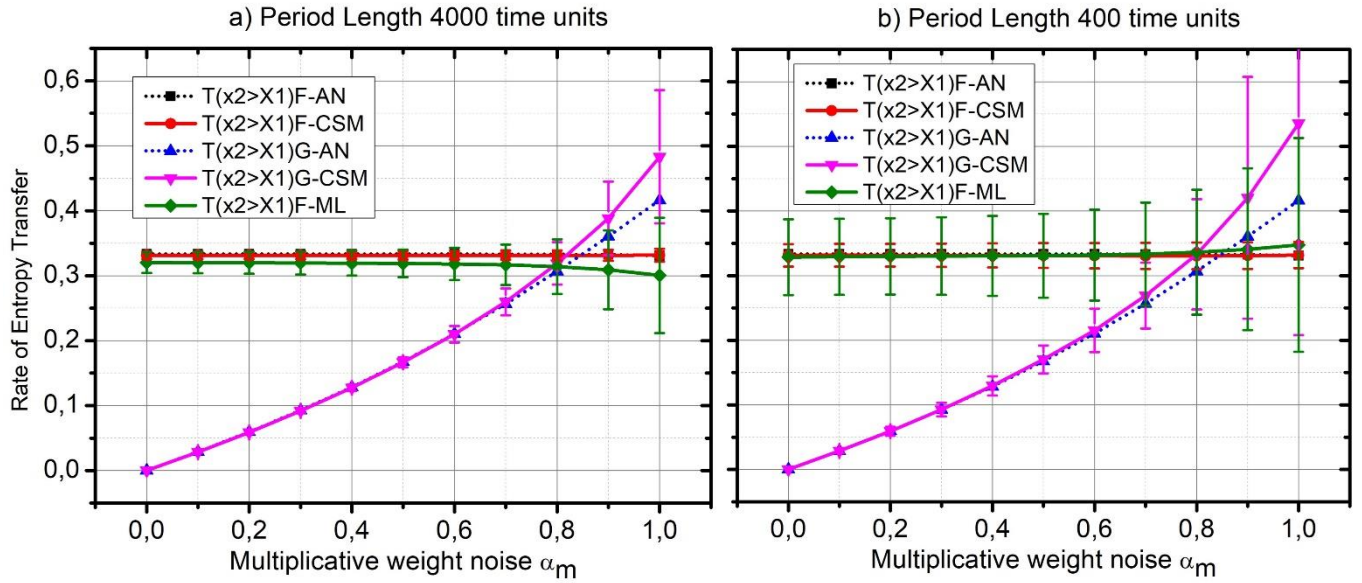 a) Period Length 4000 time units
b) Period Length 400 time units
Rate of Entropy Transfer
0,6
0,5
0,4
0,3
0,2
0,1
0,0
T(x2>X1)F-AN
T(x2>X1)F-CSM
T(x2>X1)G-AN
T(x2>X1)G-CSM
T(x2>X1)F-ML
T(x2>X1)F-AN
T(x2>X1)F-CSM
T(x2>X1)G-AN
T(x2>X1)G-CSM
T(x2>X1)F-ML
0,0 0,2 0,4 0,6 0,8 1,0
0,0 0,2 0,4 0,6 0,8 1,0
Multiplicative weight noise αm
Multiplicative weight noise αm